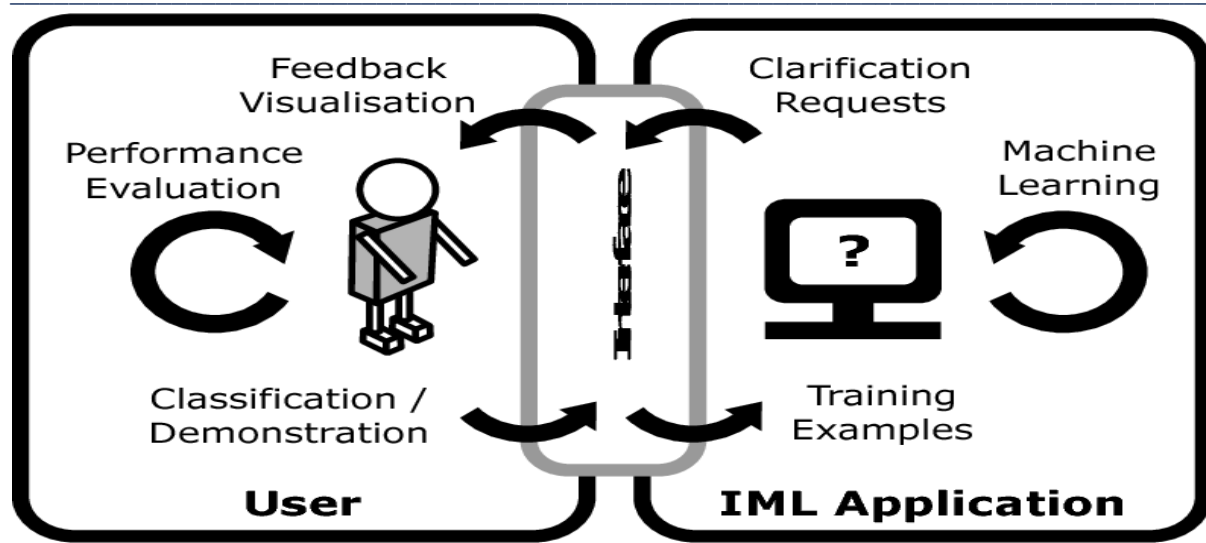 Feedback
Visualisation
Performance
Evaluation
Classification /
Demonstration
User
Clarification
Requests
Machine
Learning
?
Training
Examples
IML Application